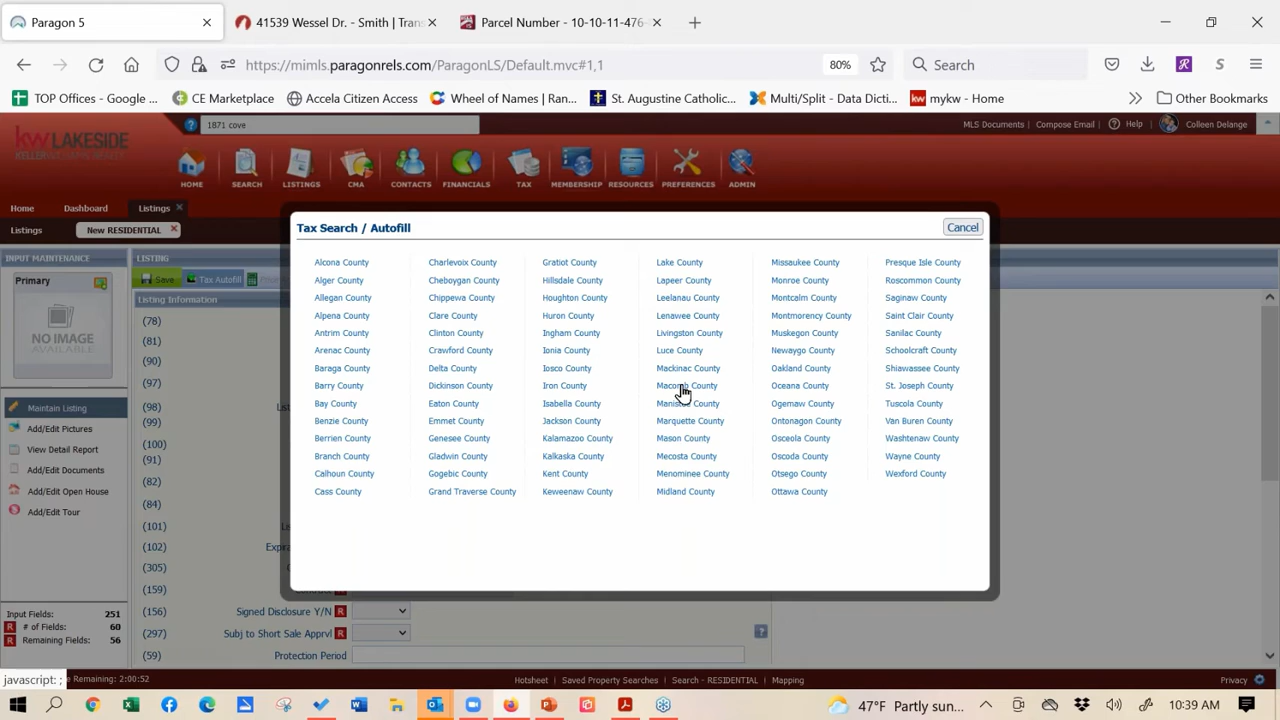 Paragon 5
41539 Wessel Dr. - Smith | Trans
Parcel Number - 10-10-11-476-
https://mimls.paragonrels.com/ParagonLS/Default.mvc#1,1
80%
Search
TOP Offices - Google ...
CE Marketplace
Accela Citizen Access
Wheel of Names | Ran...
St. Augustine Catholic...
Multi/Split - Data Dicti...
mykw - Home
Other Bookmarks
kw LAKESIDE
KELLER WILLIAMS REALTY
1871 cove
MLS Documents
Compose Email
Help
Colleen Delange
HOME
SEARCH
LISTINGS
CMA
CONTACTS
FINANCIALS
TAX
MEMBERSHIP
RESOURCES
PREFERENCES
ADMIN
Home
Dashboard
Listings
Listings
New RESIDENTIAL
INPUT MAINTENANCE
Primary
NO IMAGE
AVAILABLE
Maintain Listing
Add/Edit Pictures
View Detail Report
Add/Edit Documents
Add/Edit Open House
Add/Edit Tour
Input Fields: 251
R # of Fields: 60
R Remaining Fields: 56
LISTING
Save
Tax Autofill
Listing Information
(78)
(81)
(90)
(97)
(98)
(99)
(100)
(91)
(82)
(84)
(101)
(102)
(305)
(159)
(156) Signed Disclosure Y/N R
(297) Subj to Short Sale Apprvl R
(59) Protection Period
Tax Search / Autofill
Cancel
Alcona County
Alger County
Allegan County
Alpena County
Antrim County
Arenac County
Baraga County
Barry County
Bay County
Benzie County
Berrien County
Branch County
Calhoun County
Cass County
Charlevoix County
Cheboygan County
Chippewa County
Clare County
Clinton County
Crawford County
Delta County
Dickinson County
Eaton County
Emmet County
Genesee County
Gladwin County
Gogebic County
Grand Traverse County
Gratiot County
Hillsdale County
Houghton County
Huron County
Ingham County
Ionia County
Iosco County
Iron County
Isabella County
Jackson County
Kalamazoo County
Kalkaska County
Kent County
Keweenaw County
Lake County
Lapeer County
Leelanau County
Lenawee County
Livingston County
Luce County
Mackinac County
Macomb County
Manistee County
Marquette County
Mason County
Mecosta County
Menominee County
Midland County
Missaukee County
Monroe County
Montcalm County
Montmorency County
Muskegon County
Newaygo County
Oakland County
Oceana County
Ogemaw County
Ontonagon County
Osceola County
Oscoda County
Otsego County
Ottawa County
Presque Isle County
Roscommon County
Saginaw County
Saint Clair County
Sanilac County
Schoolcraft County
Shiawassee County
St. Joseph County
Tuscola County
Van Buren County
Washtenaw County
Wayne County
Wexford County
javascript: ;
e Remaining: 2:00:52
Hotsheet
Saved Property Searches
Search - RESIDENTIAL
Mapping
Privacy
47°F Partly sun...
10:39 AM